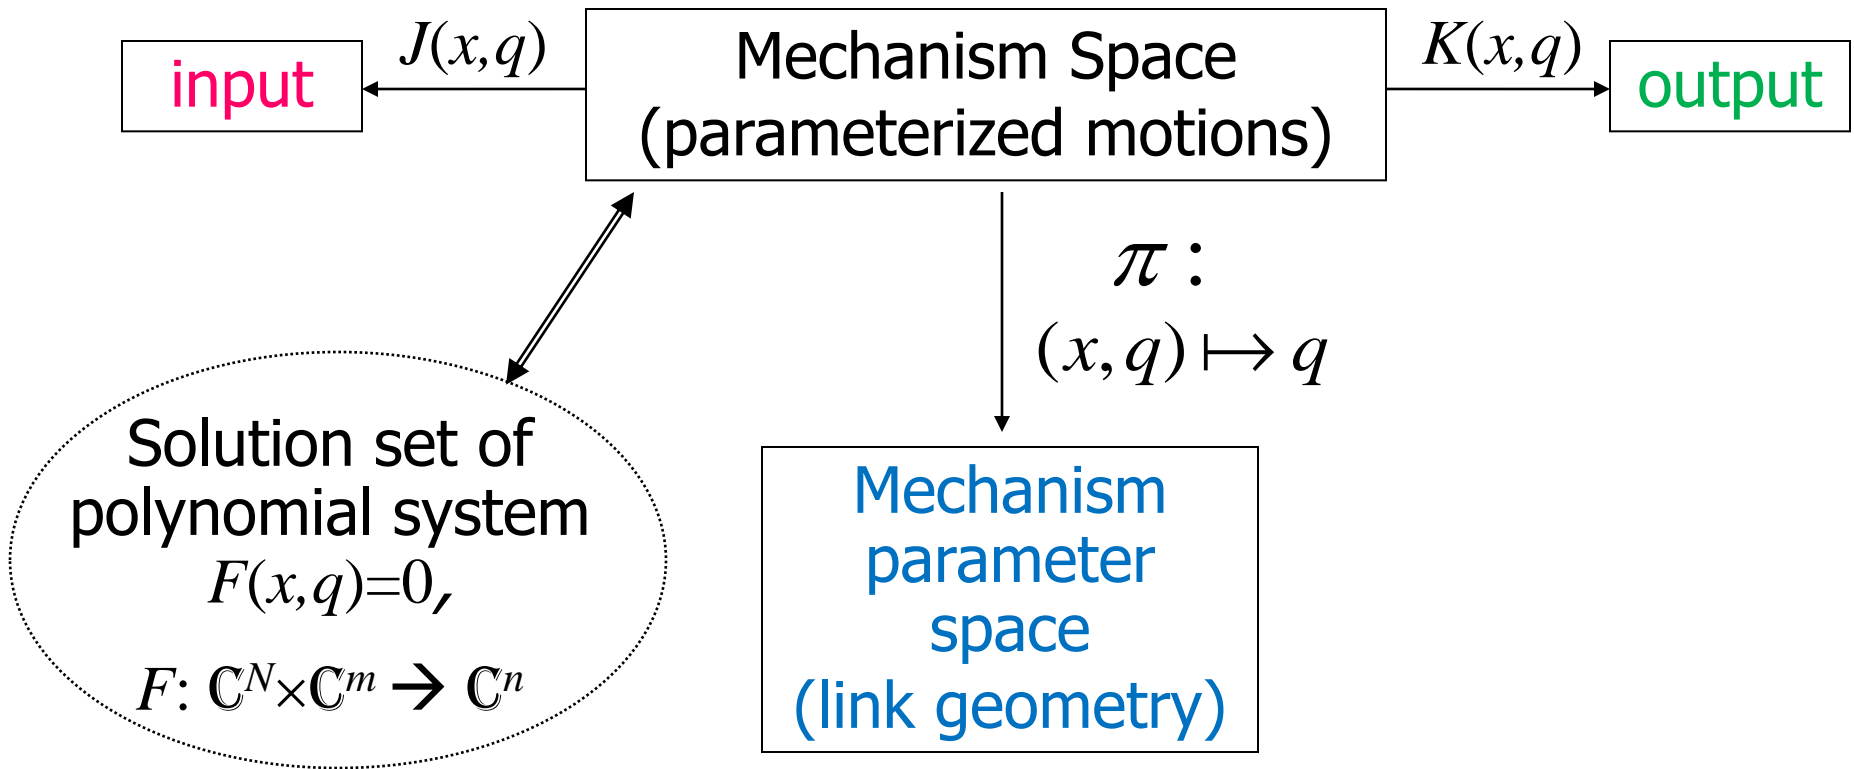 input
J(x,q)
Mechanism Space
(parameterized motions)
K(x,q)
output
π :
(x, q) ↦ q
Solution set of
polynomial system
F(x,q)=0,
F: ℂᴺ×ℂᵐ → ℂⁿ
Mechanism
parameter
space
(link geometry)